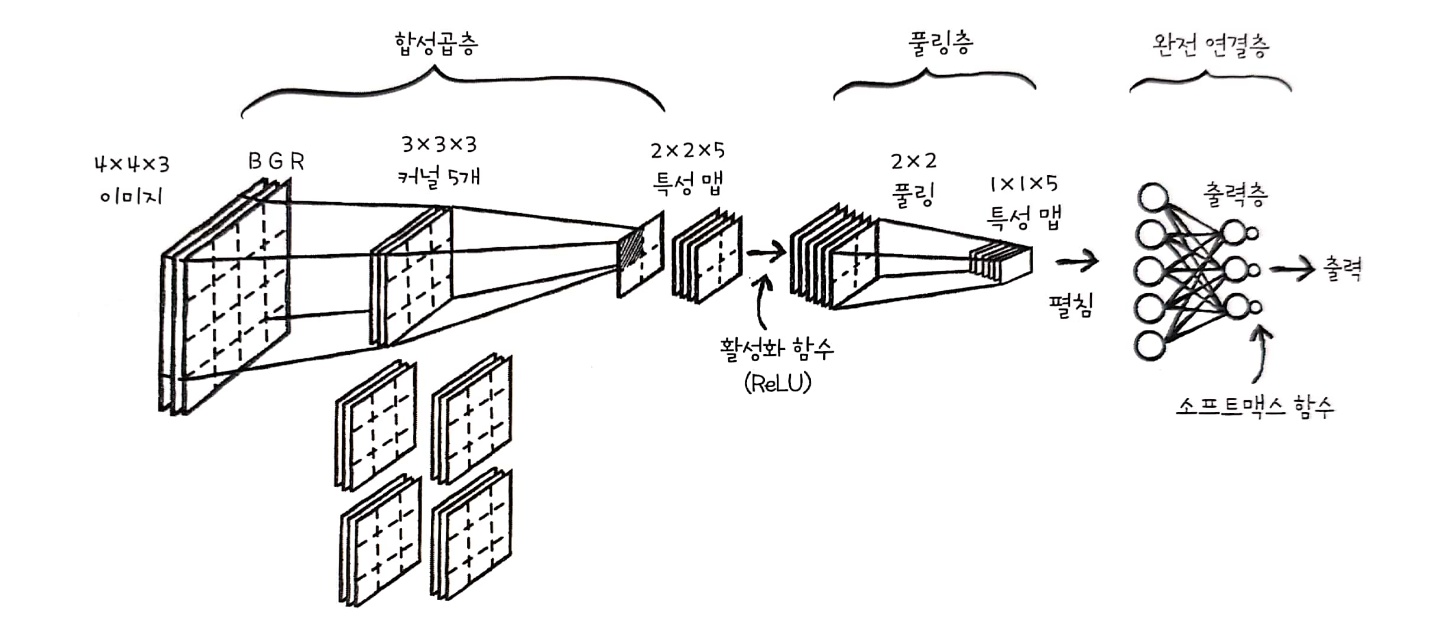 합성곱층
풀링층
완전 연결층
4×4×3
이미지
B G R
3×3×3
커널 5개
2×2×5
특성 맵
활성화 함수
(ReLU)
2×2
풀링
1×1×5
특성 맵
펼침
출력층
출력
소프트맥스 함수